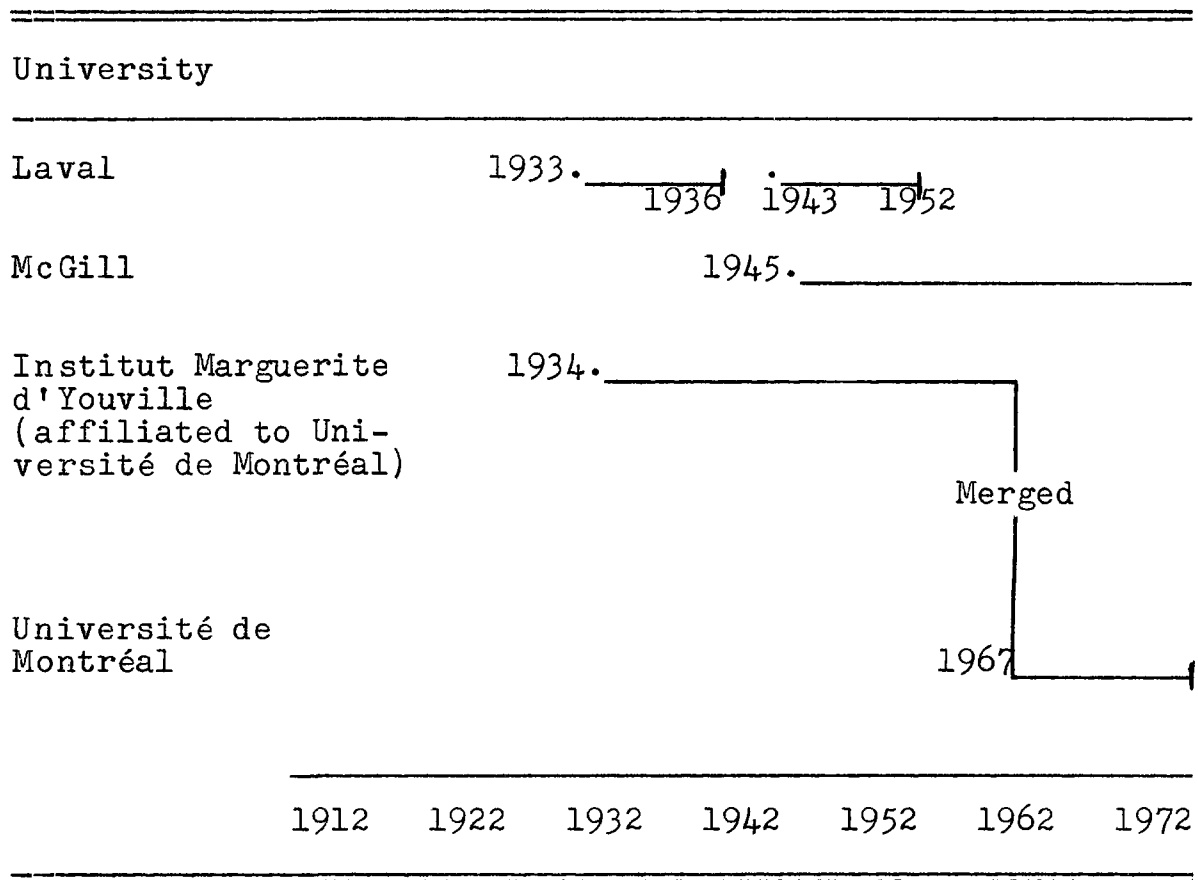 University
Laval 1933.
1936 1943 1952
McGill 1945.
Institut Marguerite 1934.
d'Youville
(affiliated to Uni-
versité de Montréal)
Merged
Université de
Montréal 1967
1912 1922 1932 1942 1952 1962 1972